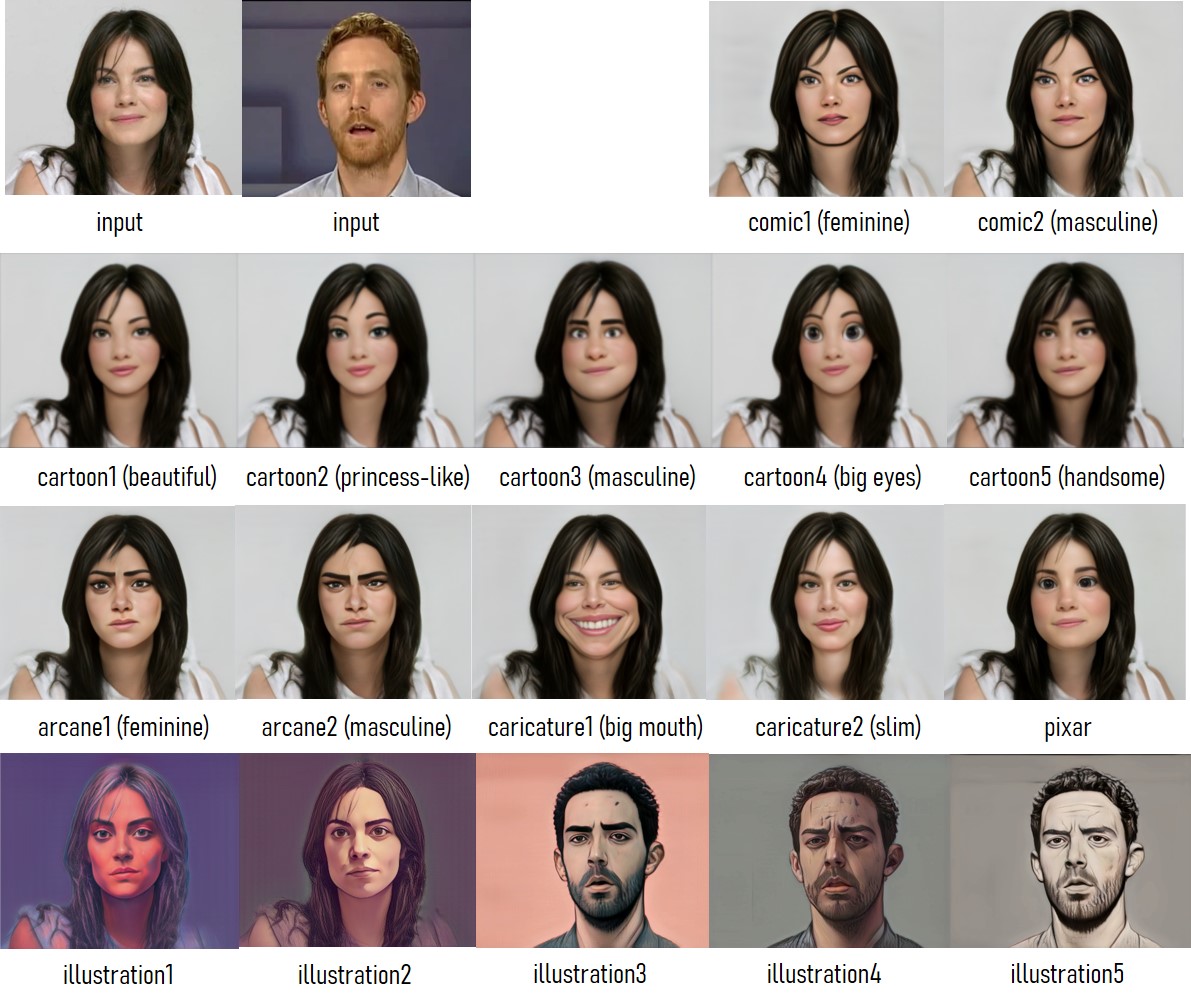 input
input
comic1 (feminine)
comic2 (masculine)
cartoon1 (beautiful)
cartoon2 (princess-like)
cartoon3 (masculine)
cartoon4 (big eyes)
cartoon5 (handsome)
arcane1 (feminine)
arcane2 (masculine)
caricature1 (big mouth)
caricature2 (slim)
pixar
illustration1
illustration2
illustration3
illustration4
illustration5